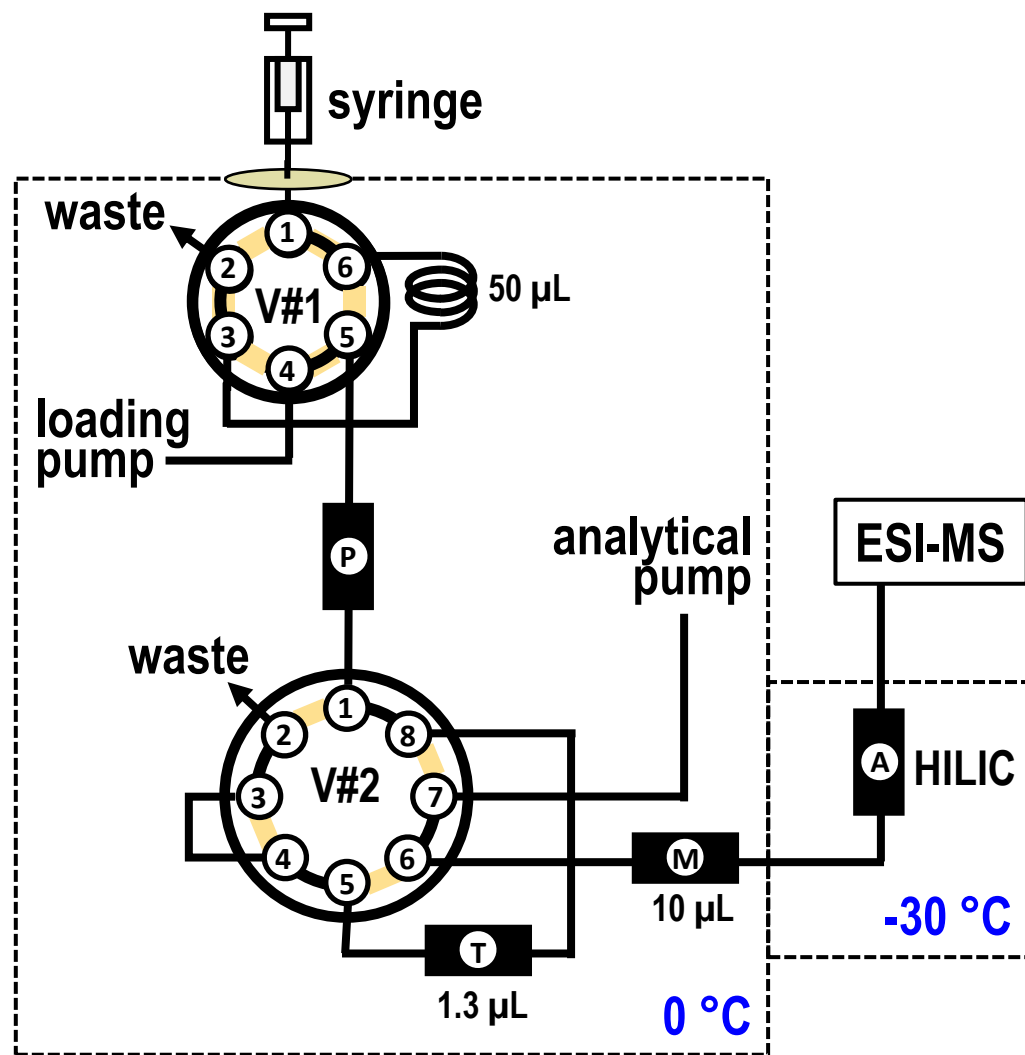 syringe
waste
1
2
6
V#1
50 µL
3
5
4
loading
pump
P
analytical
pump
ESI-MS
waste
1
2
8
V#2
3
7
A
HILIC
4
6
M
5
10 µL
-30 °C
T
1.3 µL
0 °C